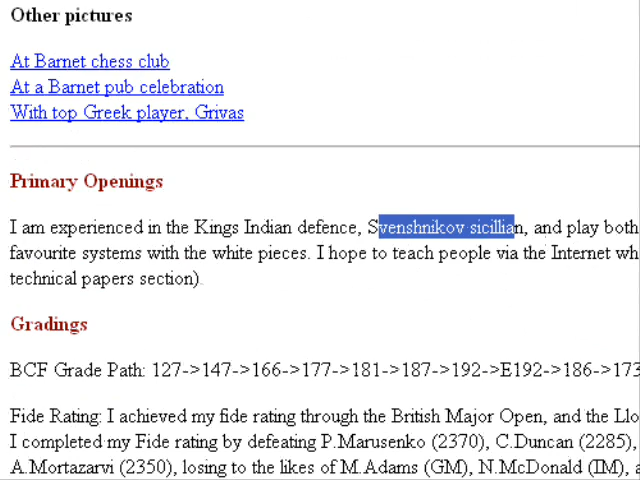 Other pictures
At Barnet chess club
At a Barnet pub celebration
With top Greek player, Grivas
Primary Openings
I am experienced in the Kings Indian defence, Svenshnikov sicillian, and play both
favourite systems with the white pieces. I hope to teach people via the Internet wh
technical papers section).
Gradings
BCF Grade Path: 127->147->166->177->181->187->192->E192->186->173
Fide Rating: I achieved my fide rating through the British Major Open, and the Llo
I completed my Fide rating by defeating P.Marusenko (2370), C.Duncan (2285),
A.Mortazarvi (2350), losing to the likes of M.Adams (GM), N.McDonald (IM), a